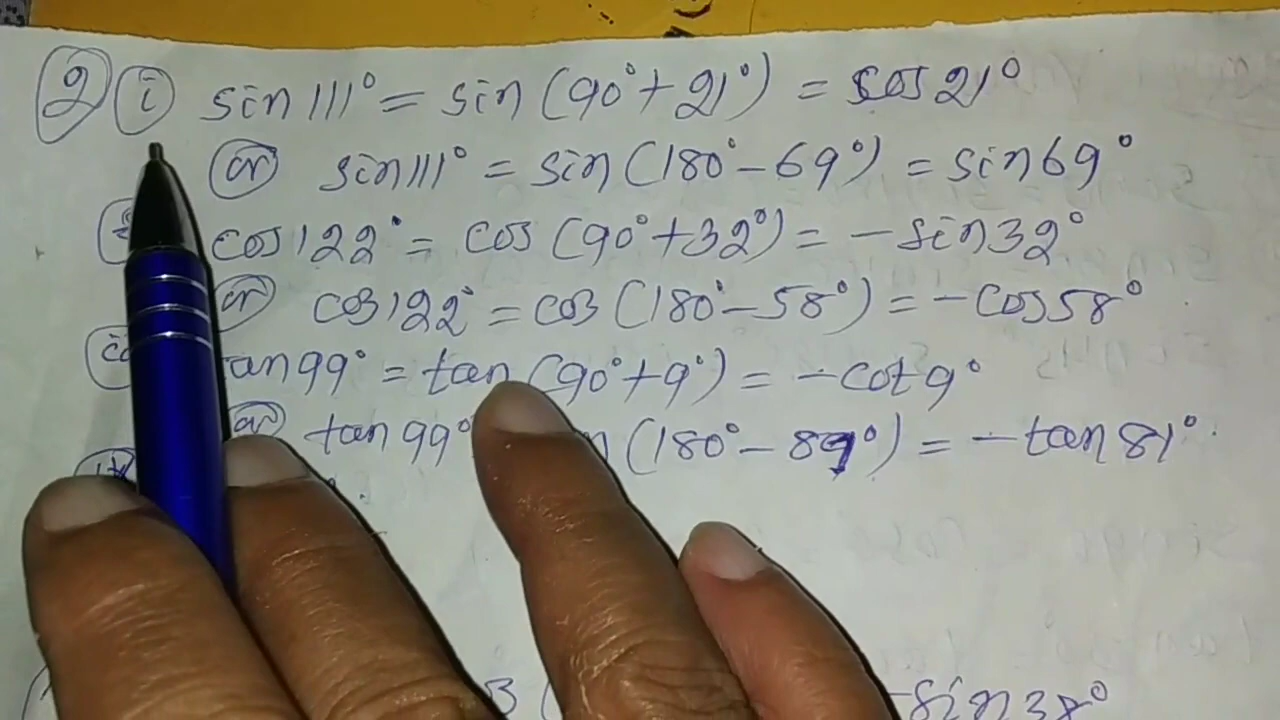 2 i sin 111° = sin (90° + 21°) = cos 21°
or sin 111° = sin (180° - 69°) = sin 69°
cos 122° = cos (90° + 32°) = - sin 32°
or cos 122° = cos (180° - 58°) = - cos 58°
tan 99° = tan (90° + 9°) = - cot 9°
or tan 99° (180° - 89°) = - tan 81°.
sin 38°